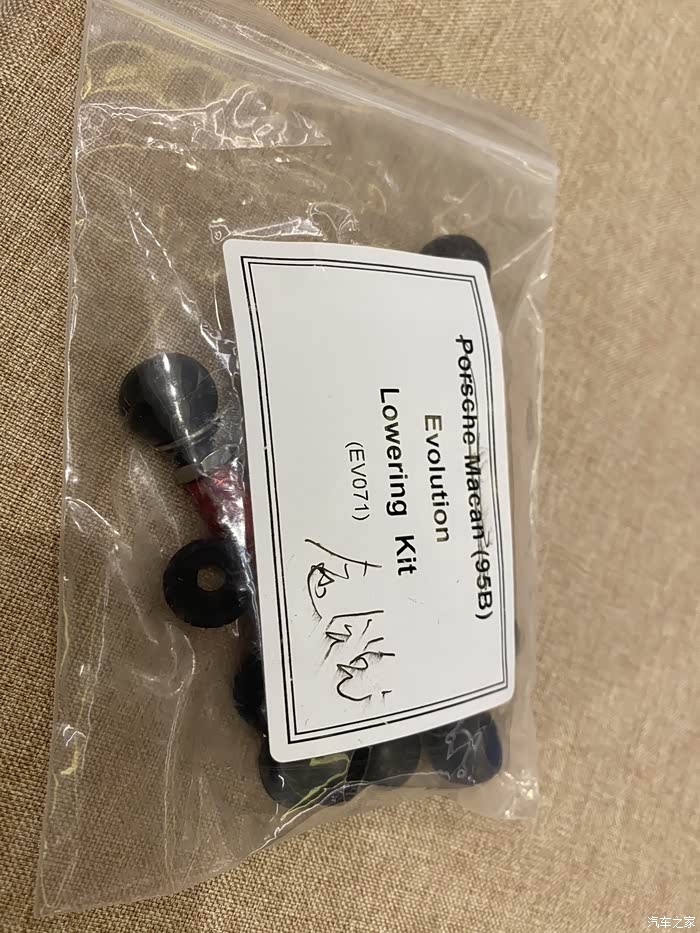 Porsche Macan (95B)
Evolution
Lowering Kit
(EV071)
汽车之家